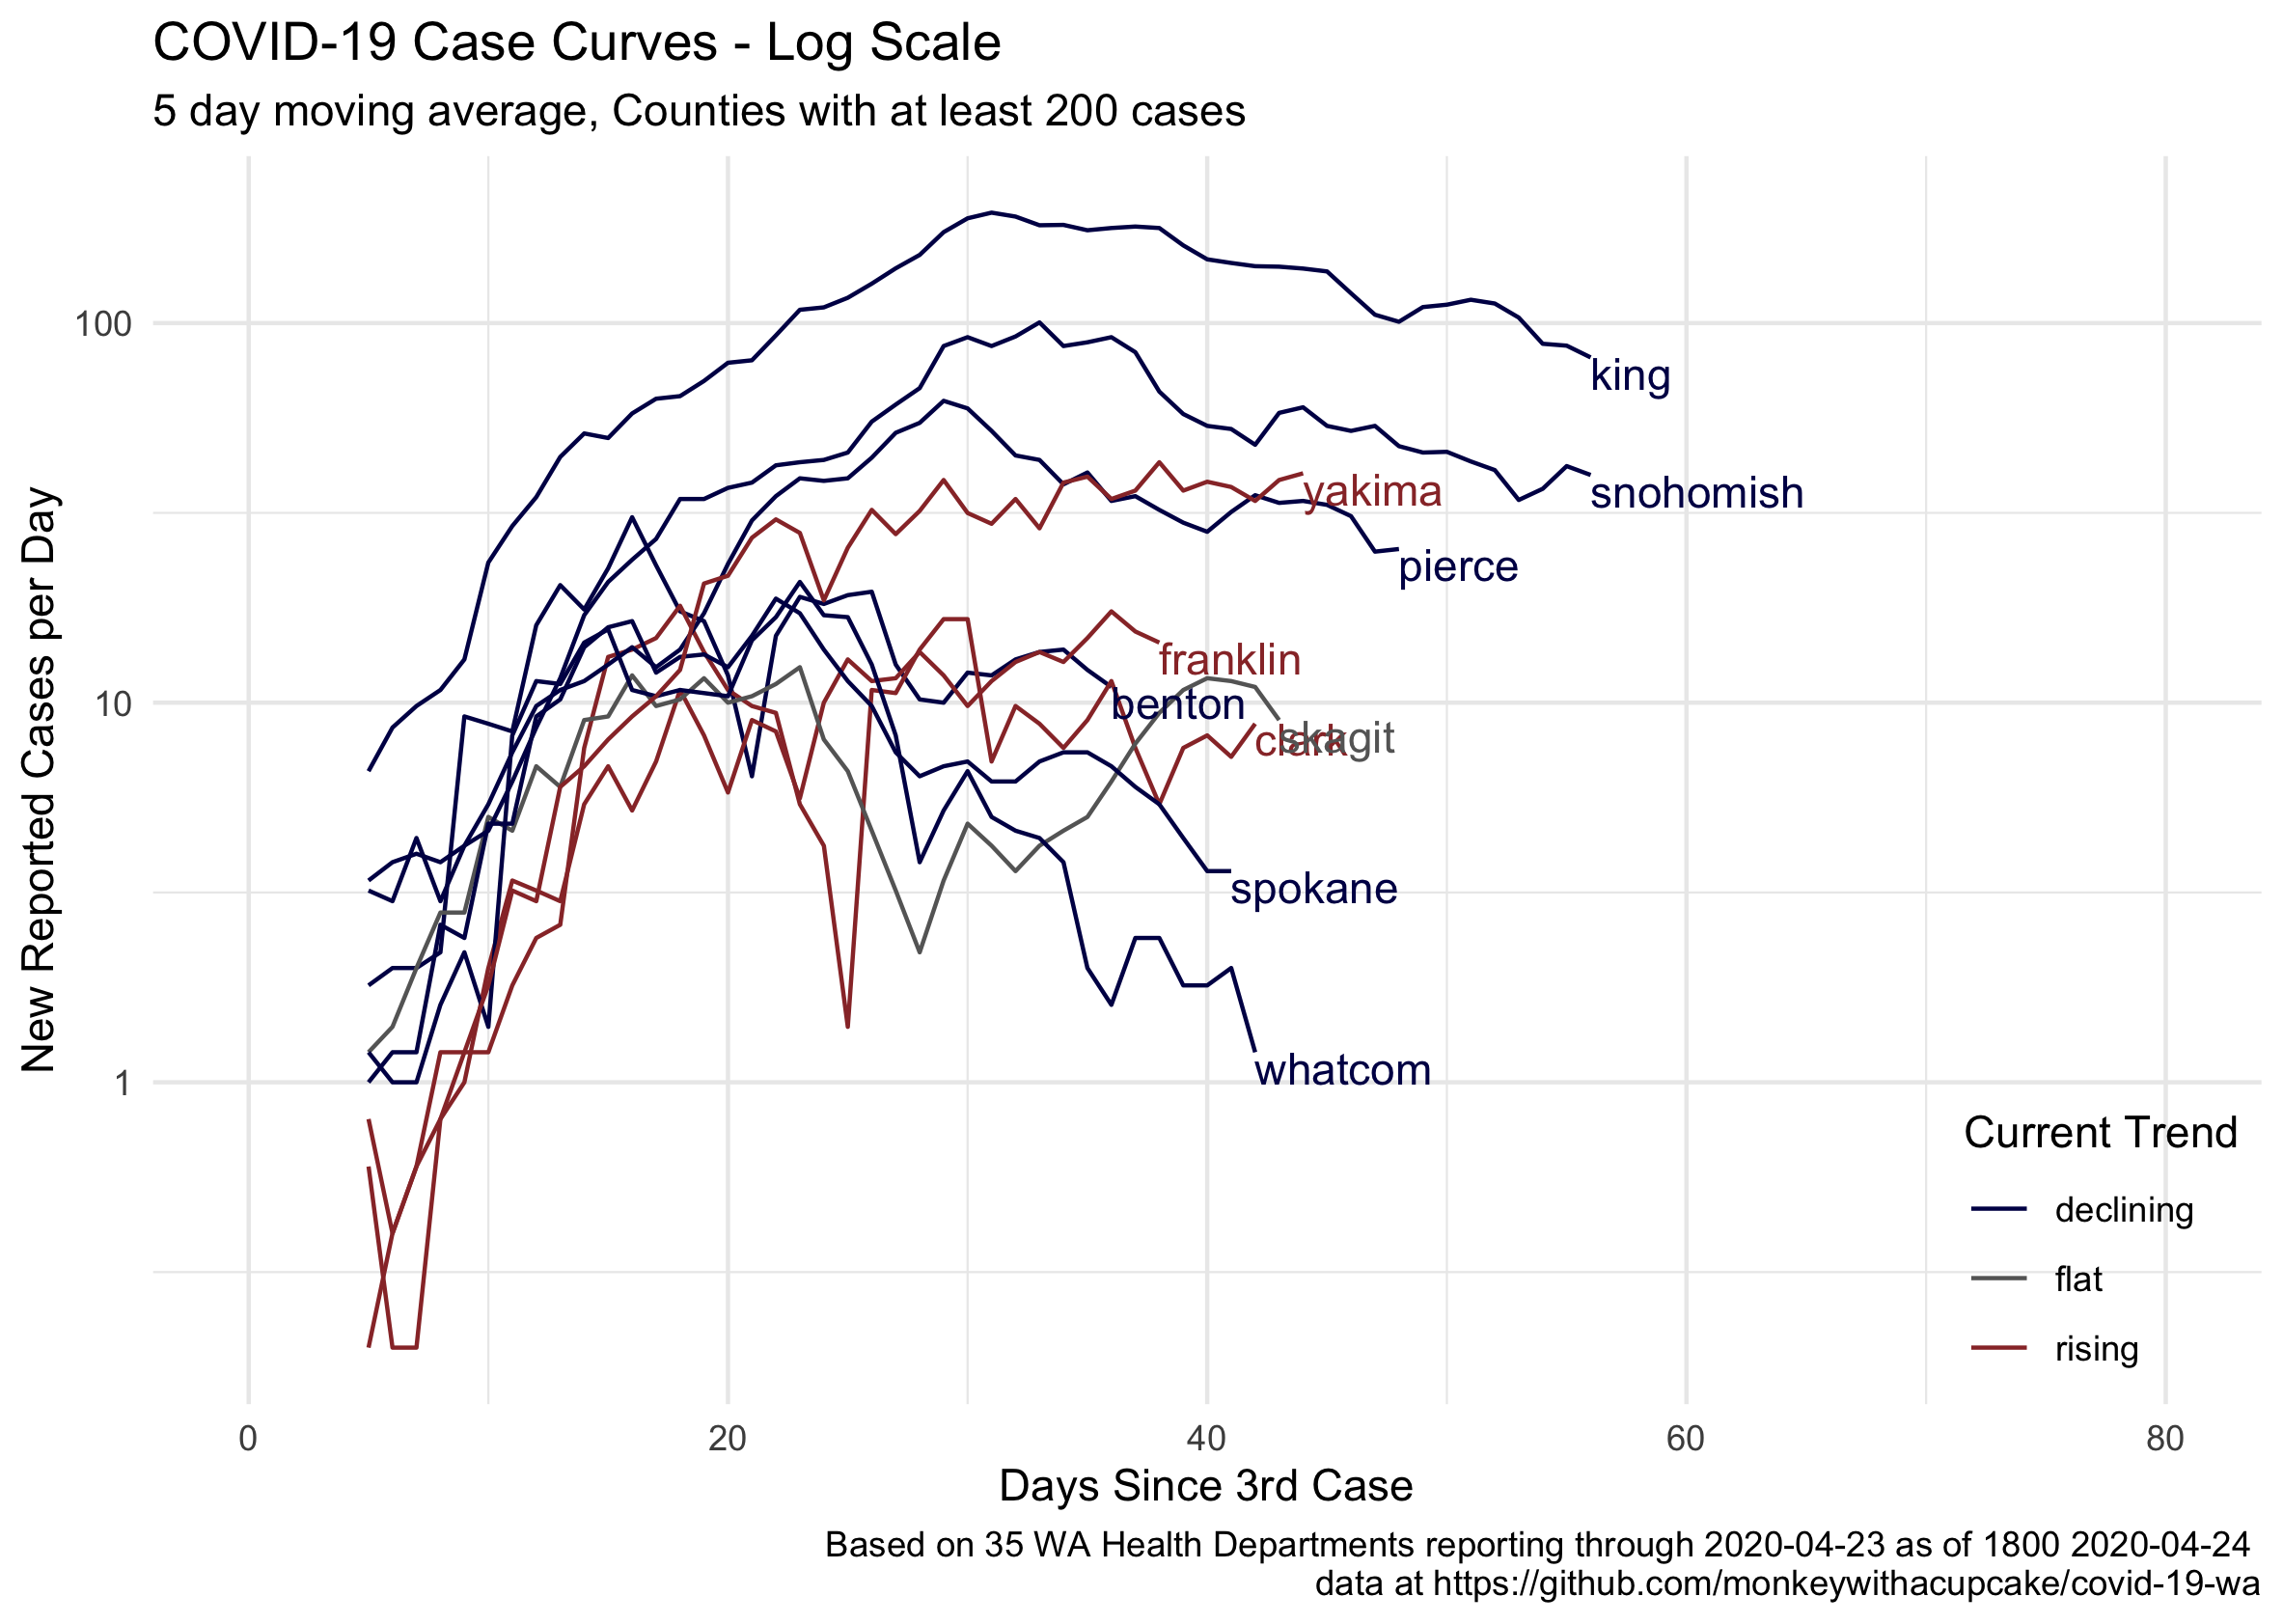 COVID-19 Case Curves - Log Scale
5 day moving average, Counties with at least 200 cases
New Reported Cases per Day
100
10
1
king
snohomish
yakima
pierce
franklin
benton
skagit
clark
spokane
whatcom
Current Trend
declining
flat
rising
0 20 40 60 80
Days Since 3rd Case
Based on 35 WA Health Departments reporting through 2020-04-23 as of 1800 2020-04-24
data at https://github.com/monkeywithacupcake/covid-19-wa